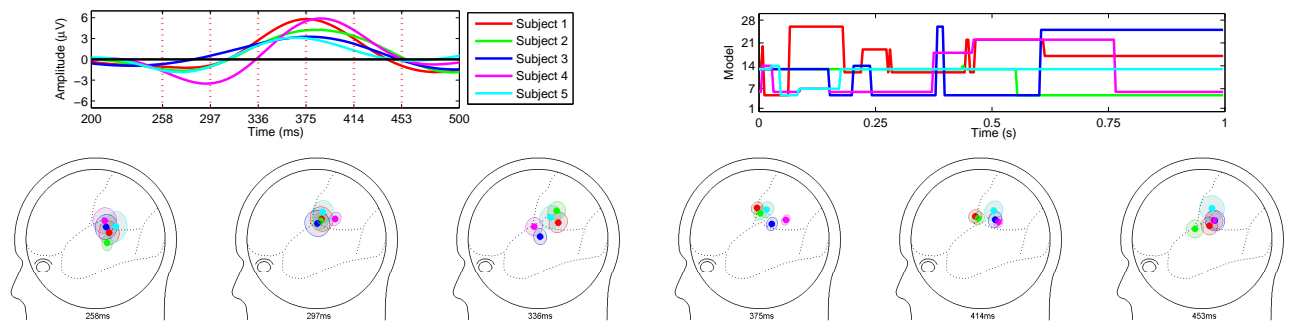 Amplitude (μV)
6
3
0
−3
−6
200 258 297 336 375 414 453 500
Time (ms)
Subject 1
Subject 2
Subject 3
Subject 4
Subject 5
Model
28
21
14
7
1
0 0.25 0.5 0.75 1
Time (s)
258ms 297ms 336ms 375ms 414ms 453ms